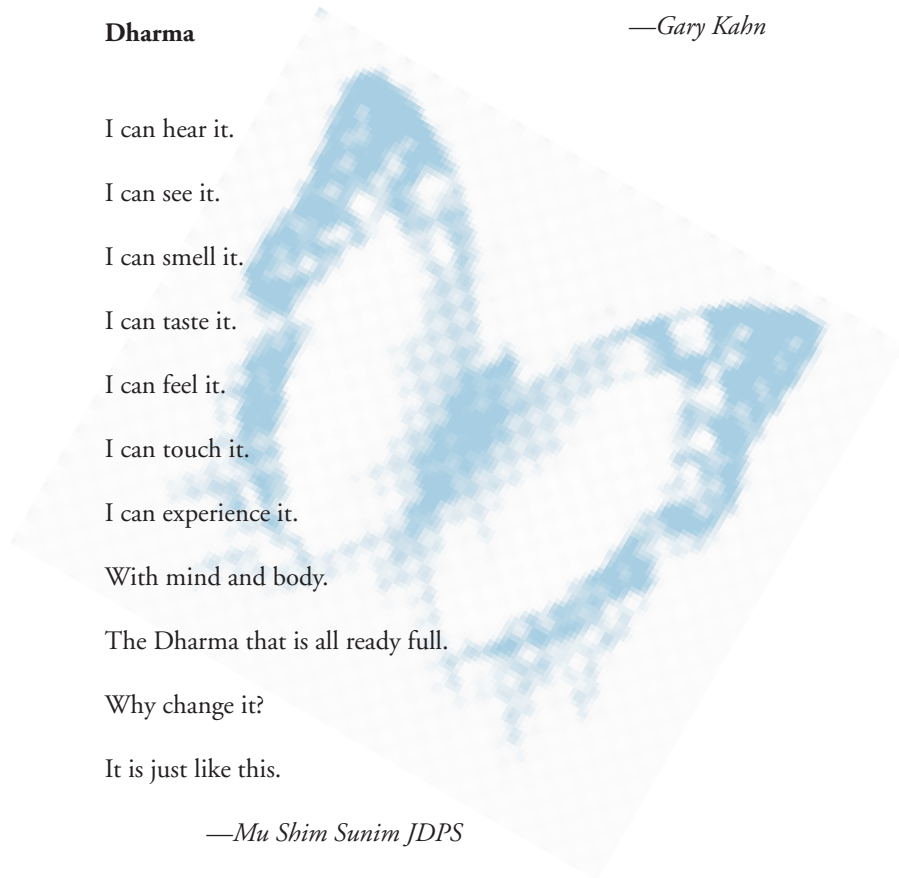 —Gary Kahn
Dharma
I can hear it.
I can see it.
I can smell it.
I can taste it.
I can feel it.
I can touch it.
I can experience it.
With mind and body.
The Dharma that is all ready full.
Why change it?
It is just like this.
—Mu Shim Sunim JDPS